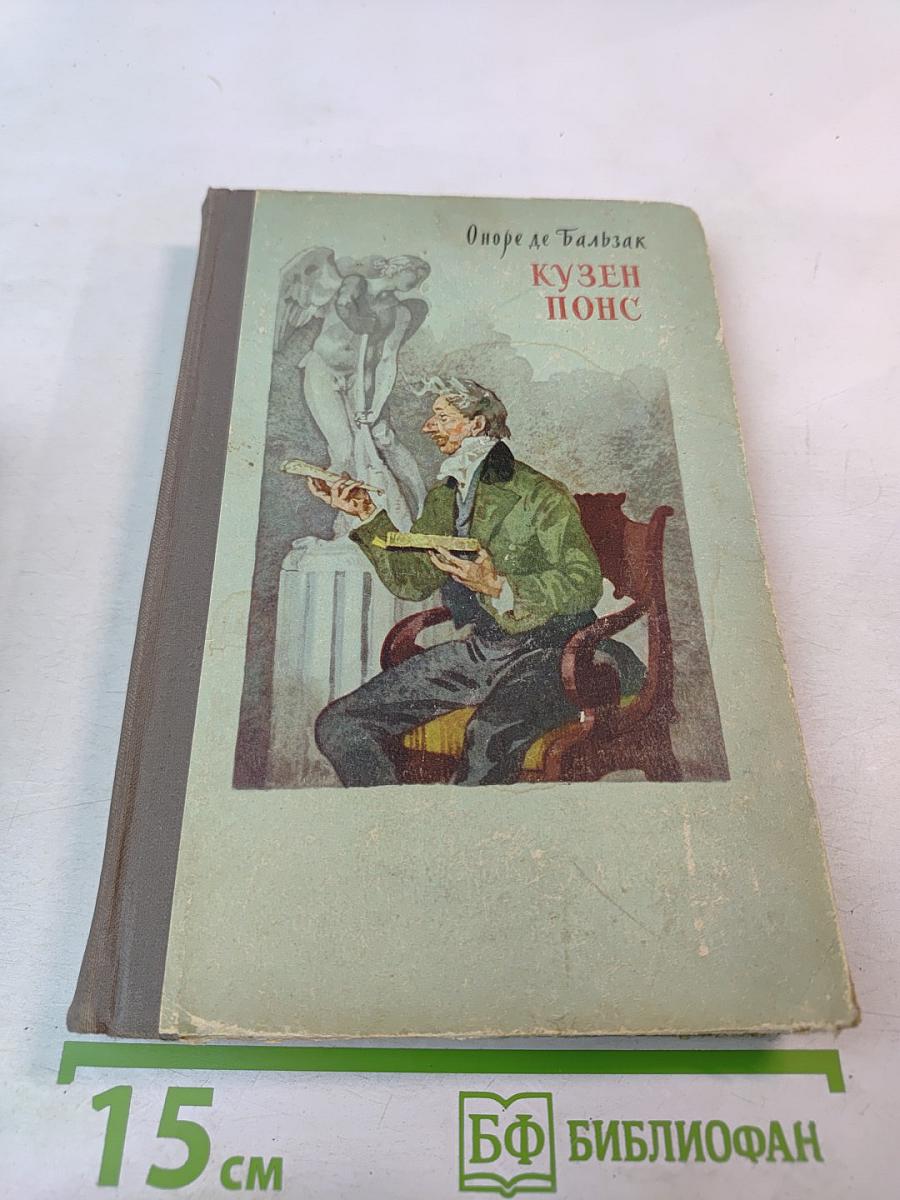 Оноре де Бальзак
КУЗЕН
ПОНС
15 см
БФ БИБЛИОФАН